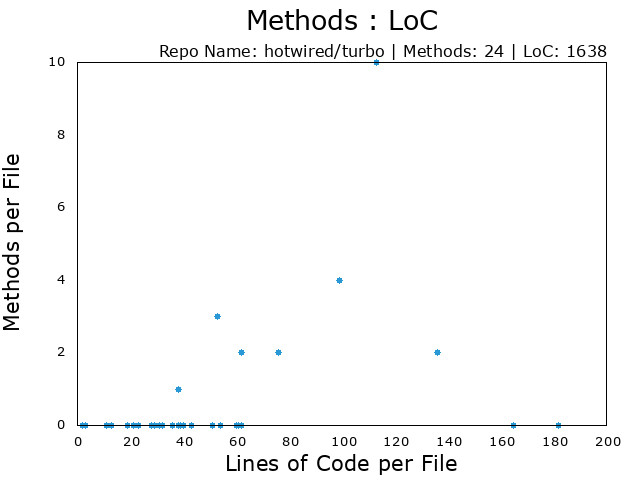 Methods : LoC
Repo Name: hotwired/turbo | Methods: 24 | LoC: 1638
10
8
6
4
2
0
Methods per File
0 20 40 60 80 100 120 140 160 180 200
Lines of Code per File